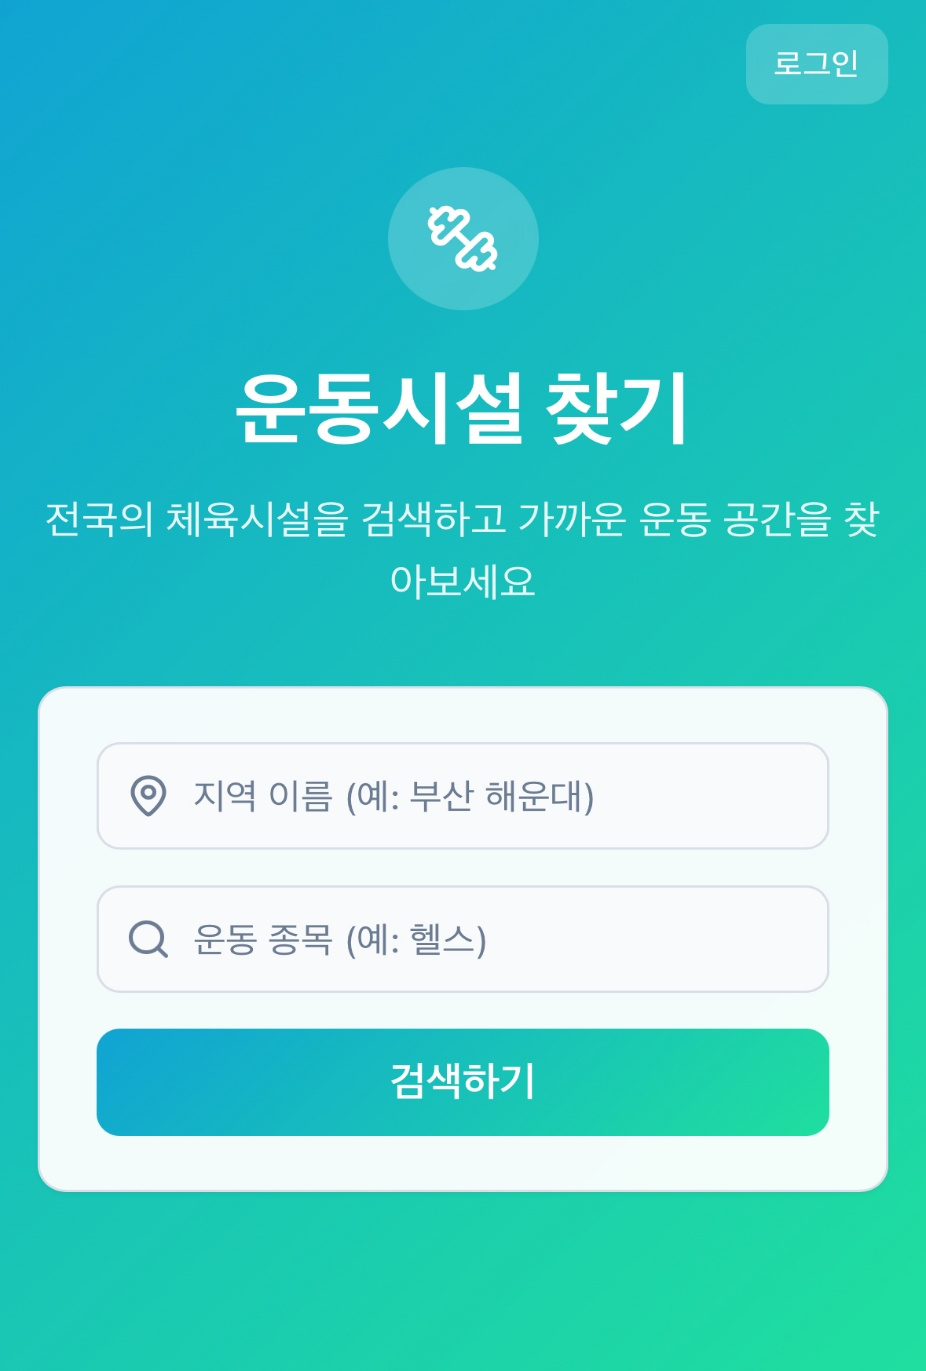 로그인
운동시설 찾기
전국의 체육시설을 검색하고 가까운 운동 공간을 찾
아보세요
지역 이름 (예: 부산 해운대)
운동 종목 (예: 헬스)
검색하기